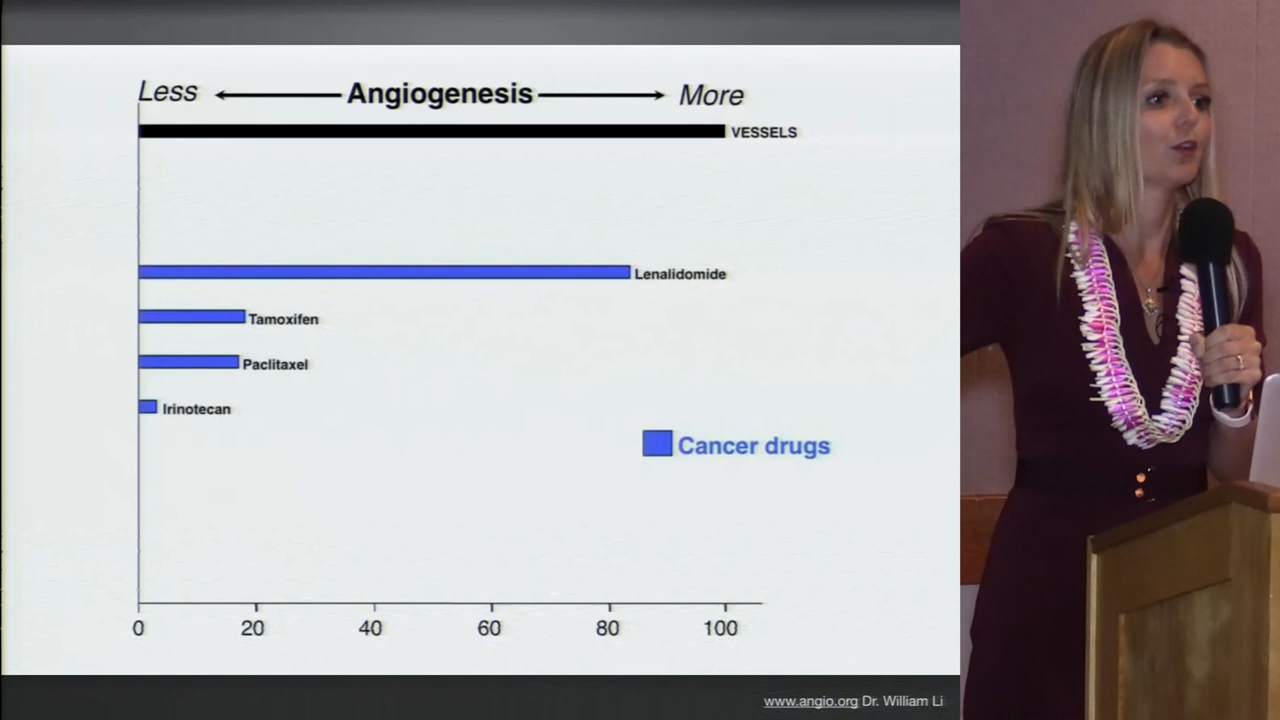 Less Angiogenesis More
VESSELS
Lenalidomide
Tamoxifen
Paclitaxel
Irinotecan
Cancer drugs
0 20 40 60 80 100
www.angio.org Dr. William Li